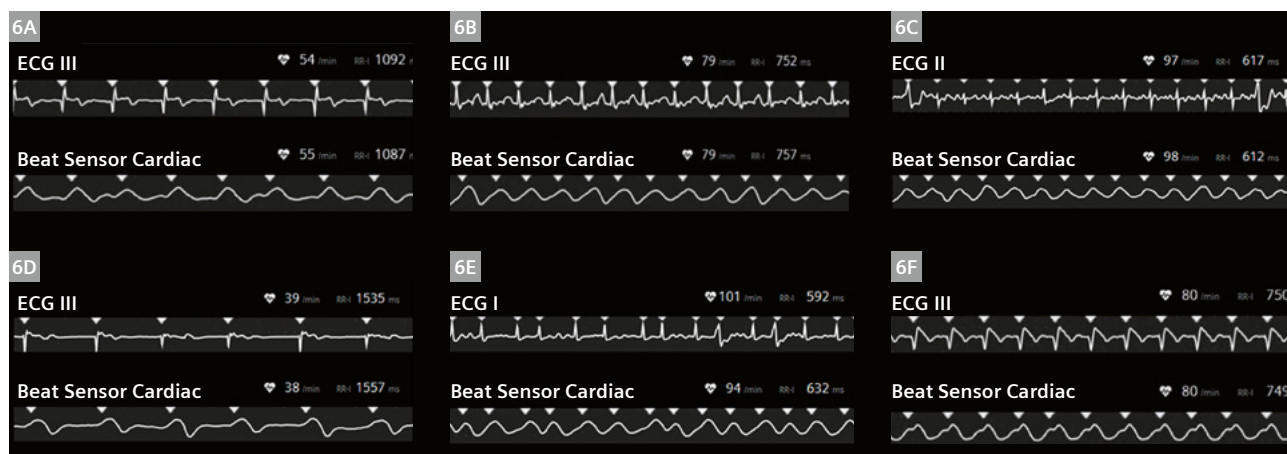 6A
ECG III
54 /min RR-I 1092
Beat Sensor Cardiac
55 /min RR-I 1087
6B
ECG III
79 /min RR-I 752 ms
Beat Sensor Cardiac
79 /min RR-I 757 ms
6C
ECG II
97 /min RR-I 617 ms
Beat Sensor Cardiac
98 /min RR-I 612 ms
6D
ECG III
39 /min RR-I 1535 ms
Beat Sensor Cardiac
38 /min RR-I 1557 ms
6E
ECG I
101 /min RR-I 592 ms
Beat Sensor Cardiac
94 /min RR-I 632 ms
6F
ECG III
80 /min RR-I 750
Beat Sensor Cardiac
80 /min RR-I 749